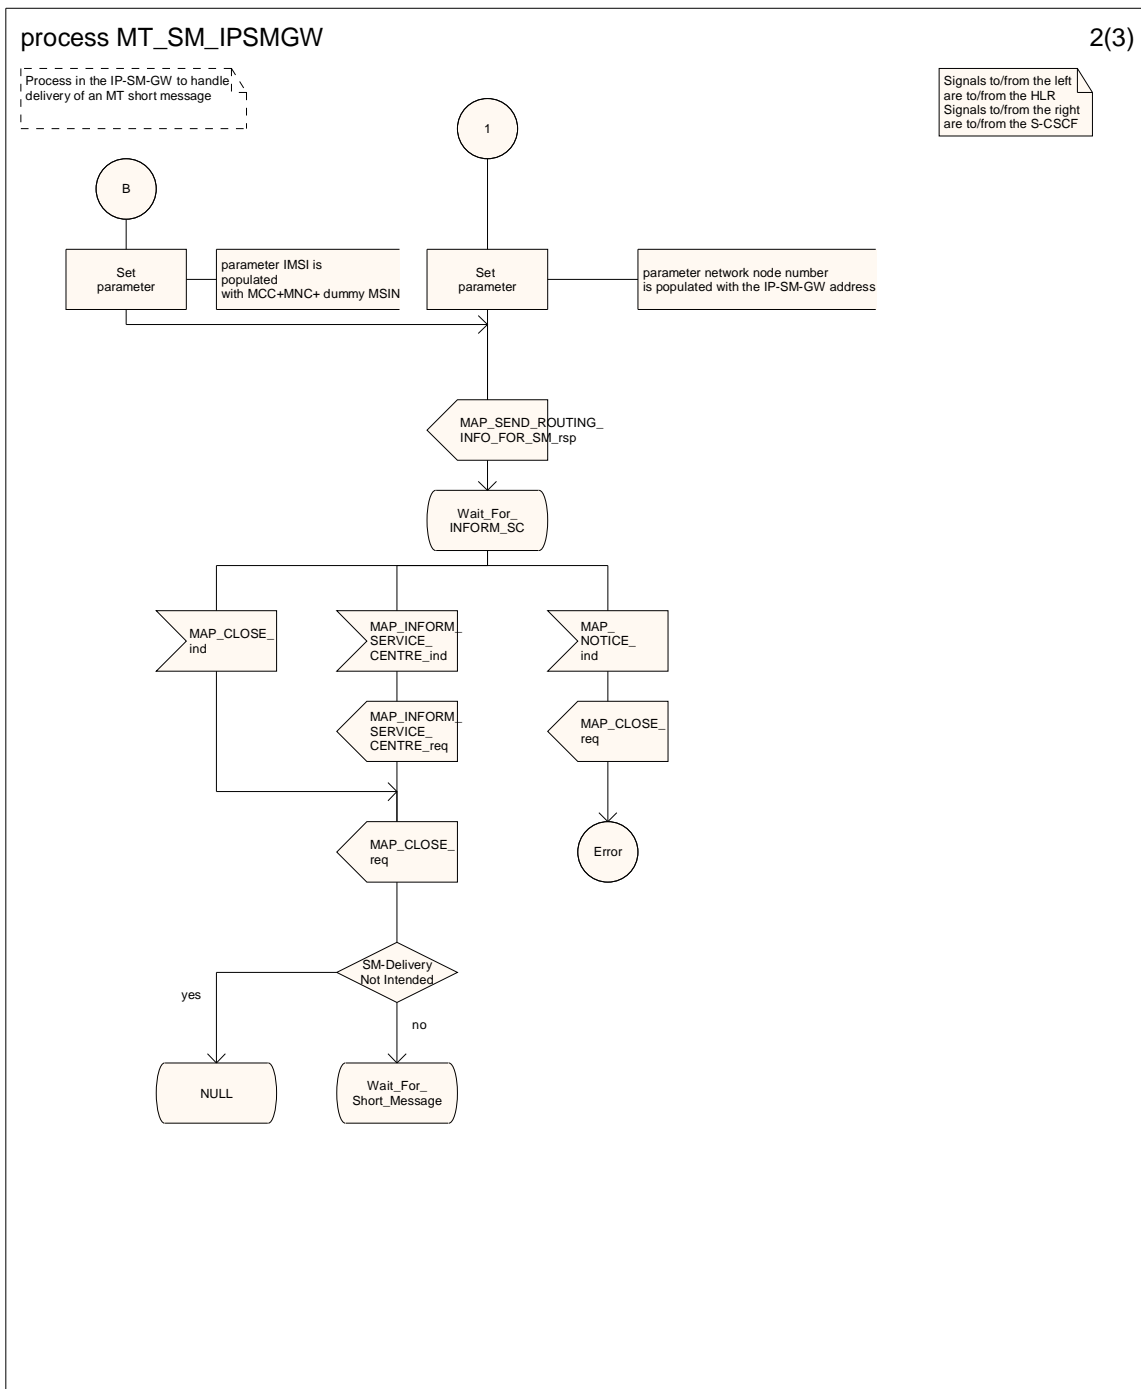 process MT_SM_IPSMGW
2(3)
Process in the IP-SM-GW to handle
delivery of an MT short message
Signals to/from the left
are to/from the HLR
Signals to/from the right
are to/from the S-CSCF
1
B
Set
parameter
parameter IMSI is
populated
with MCC+MNC+ dummy MSIN
Set
parameter
parameter network node number
is populated with the IP-SM-GW address
MAP_SEND_ROUTING_
INFO_FOR_SM_rsp
Wait_For_
INFORM_SC
MAP_CLOSE_
ind
MAP_INFORM_
SERVICE_
CENTRE_ind
MAP_
NOTICE_
ind
MAP_INFORM_
SERVICE_
CENTRE_req
MAP_CLOSE_
req
MAP_CLOSE_
req
Error
SM-Delivery
Not Intended
yes
no
NULL
Wait_For_
Short_Message